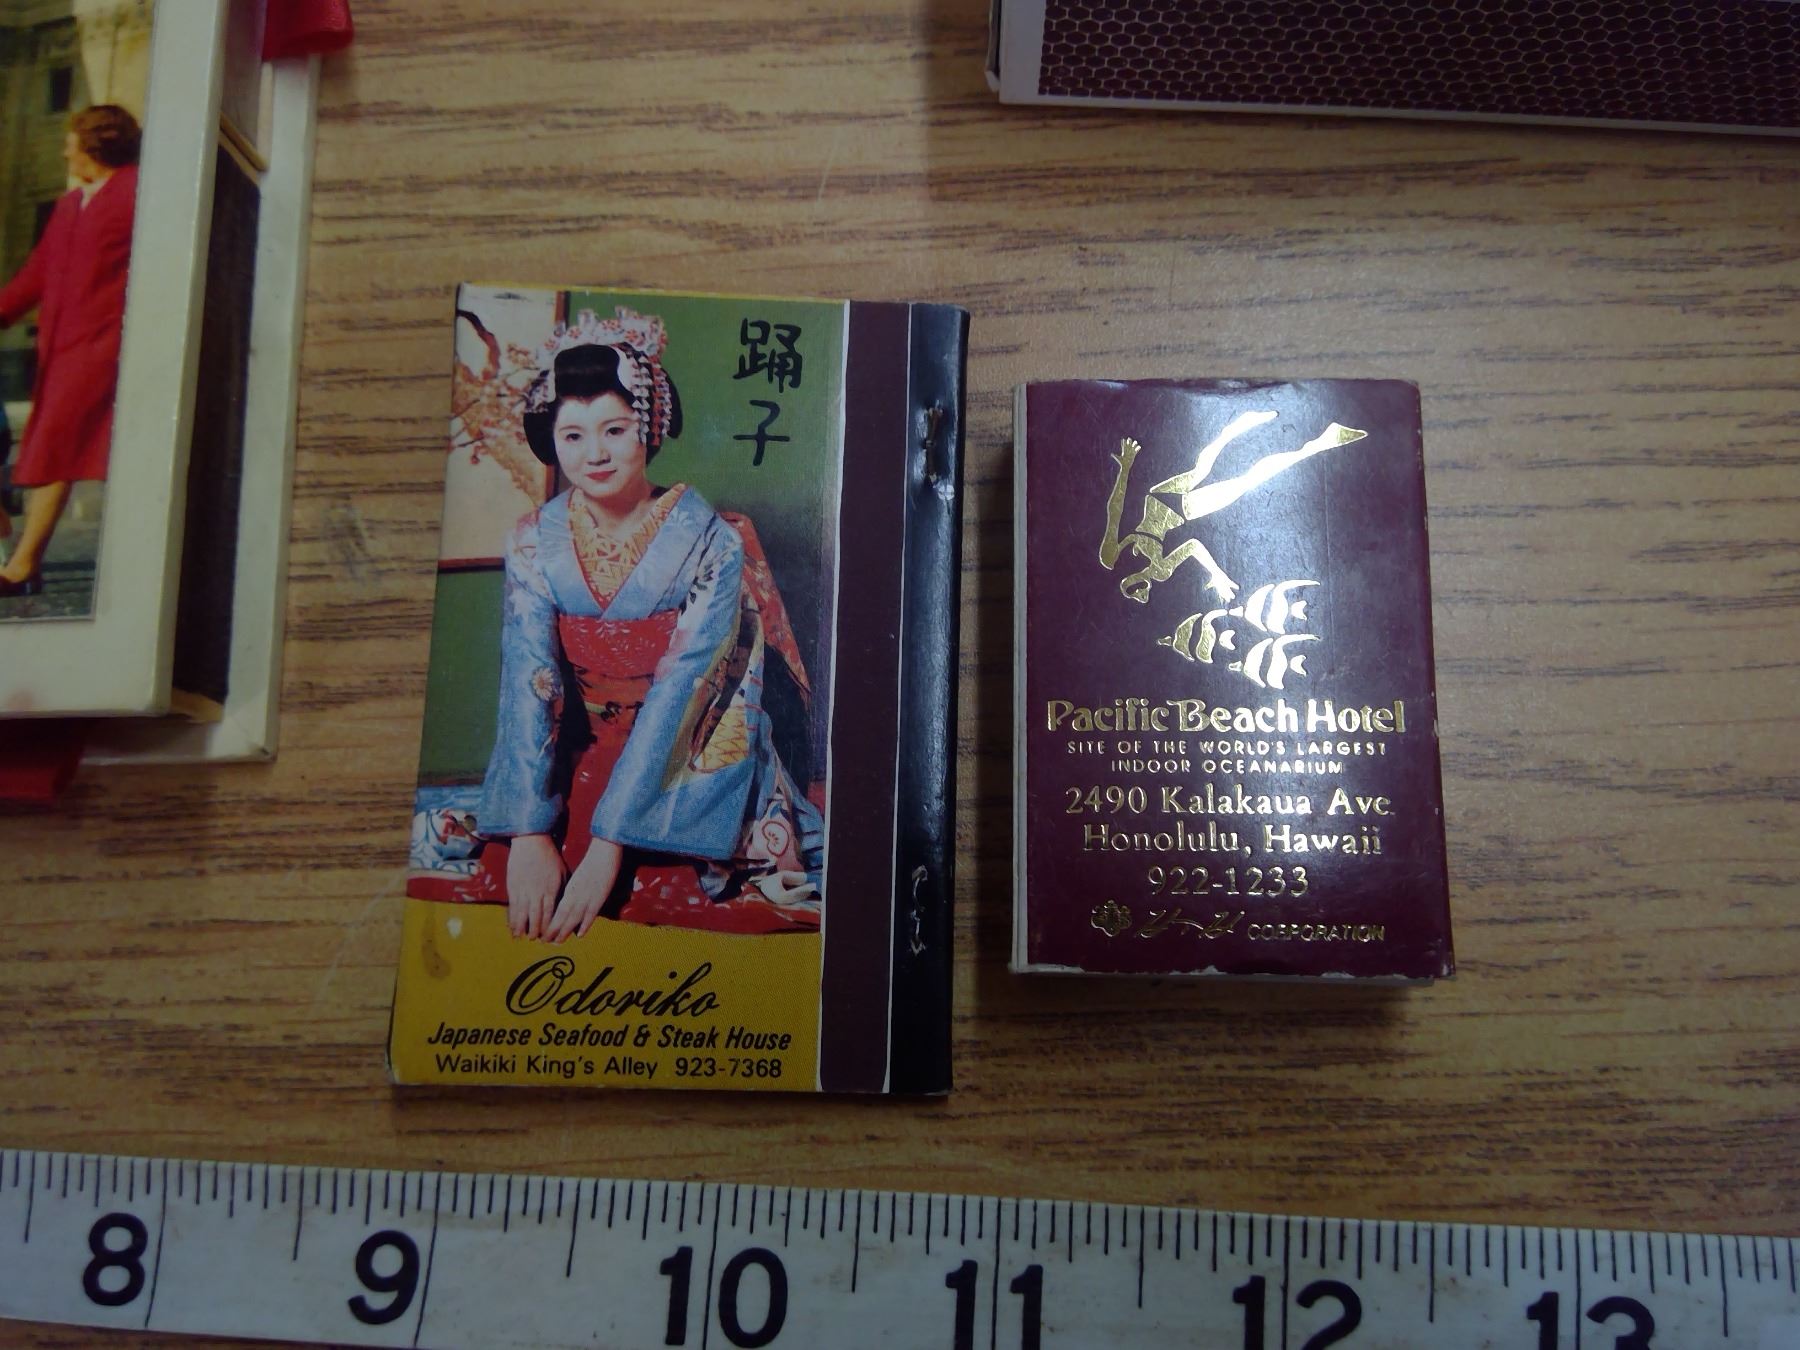 踊子
Odoriko
Japanese Seafood & Steak House
Waikiki King's Alley 923-7368
Pacific Beach Hotel
SITE OF THE WORLD'S LARGEST
INDOOR OCEANARIUM
2490 Kalakaua Ave.
Honolulu, Hawaii
922-1233
CORPORATION
8 9 10 11 12 13